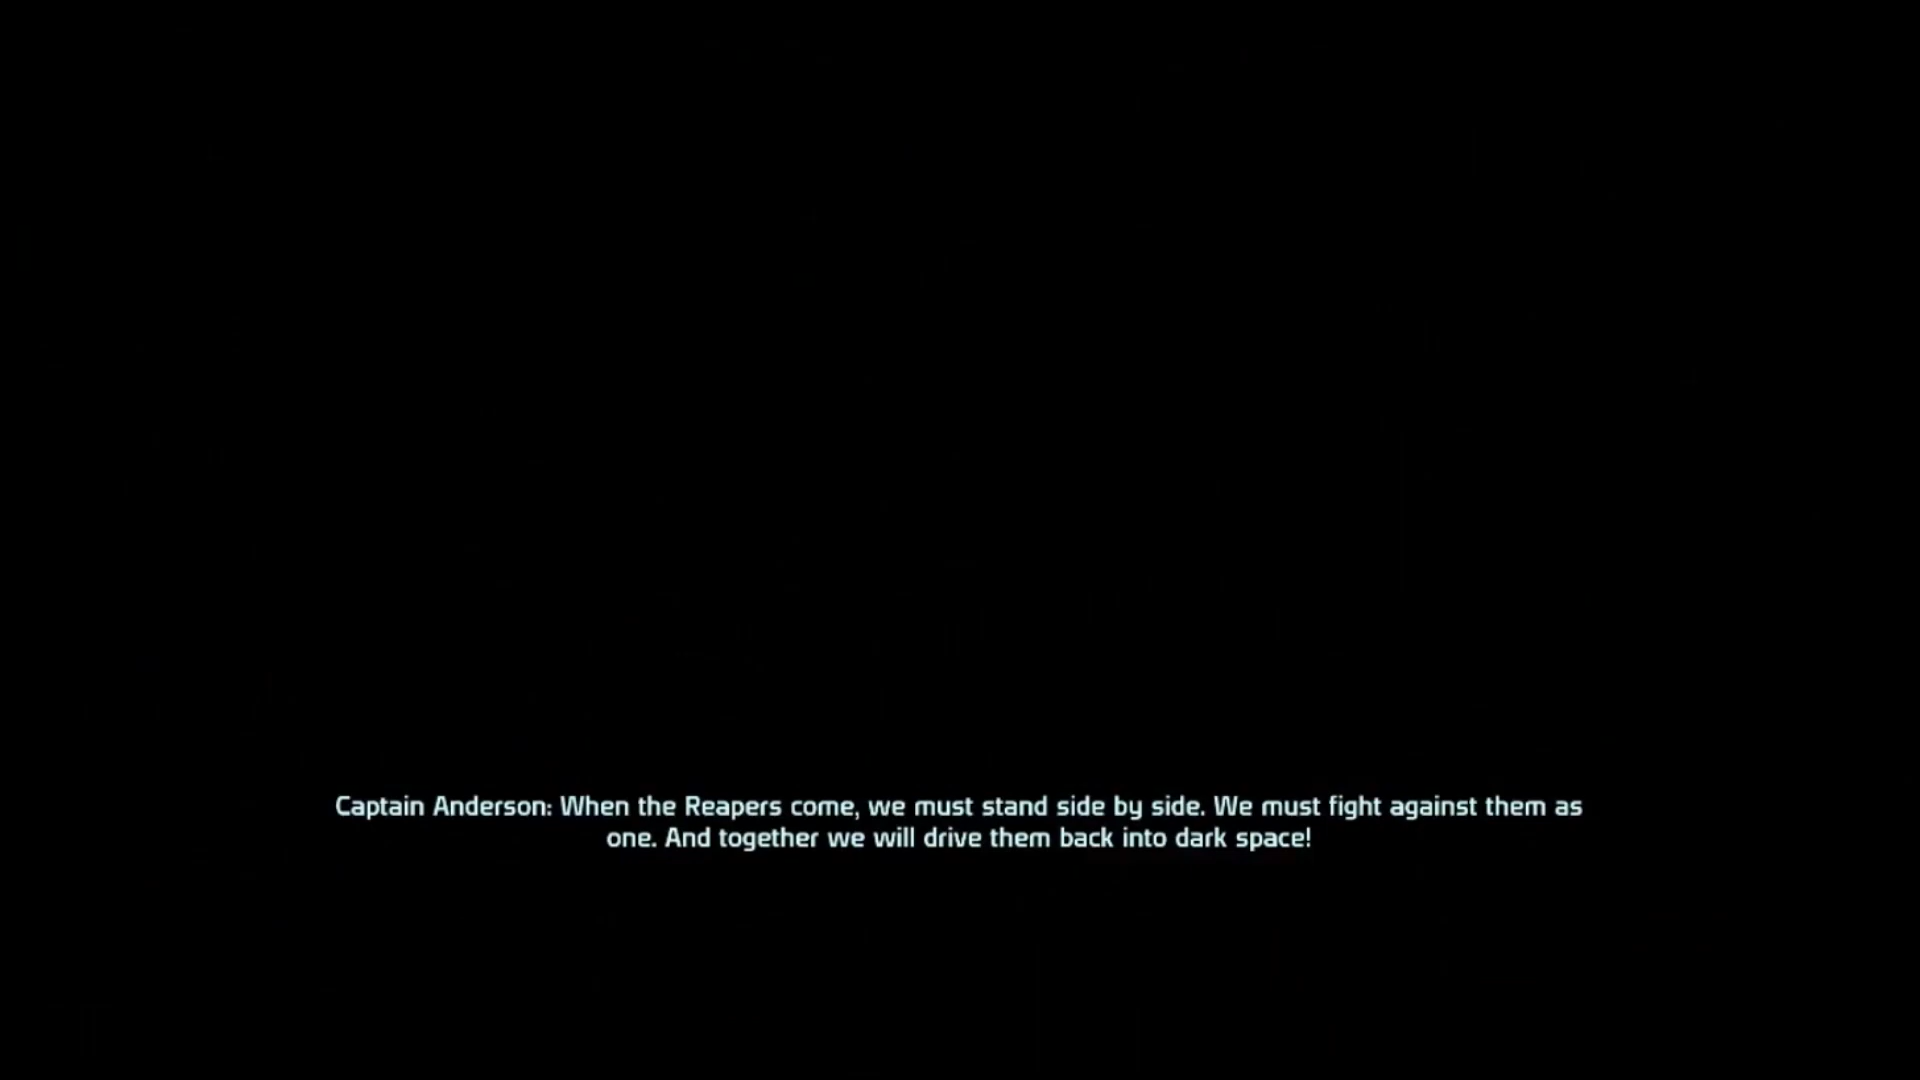 Captain Anderson: When the Reapers come, we must stand side by side. We must fight against them as
one. And together we will drive them back into dark space!